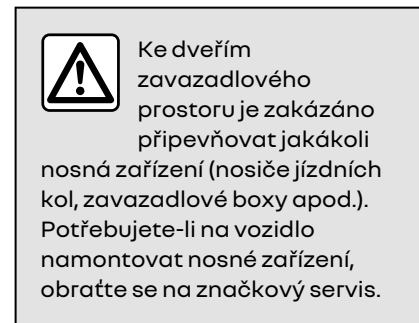 Ke dveřím
zavazadlového
prostoru je zakázáno
připevňovat jakákoli
nosná zařízení (nosiče jízdních
kol, zavazadlové boxy apod.).
Potřebujete-li na vozidlo
namontovat nosné zařízení,
obraťte se na značkový servis.